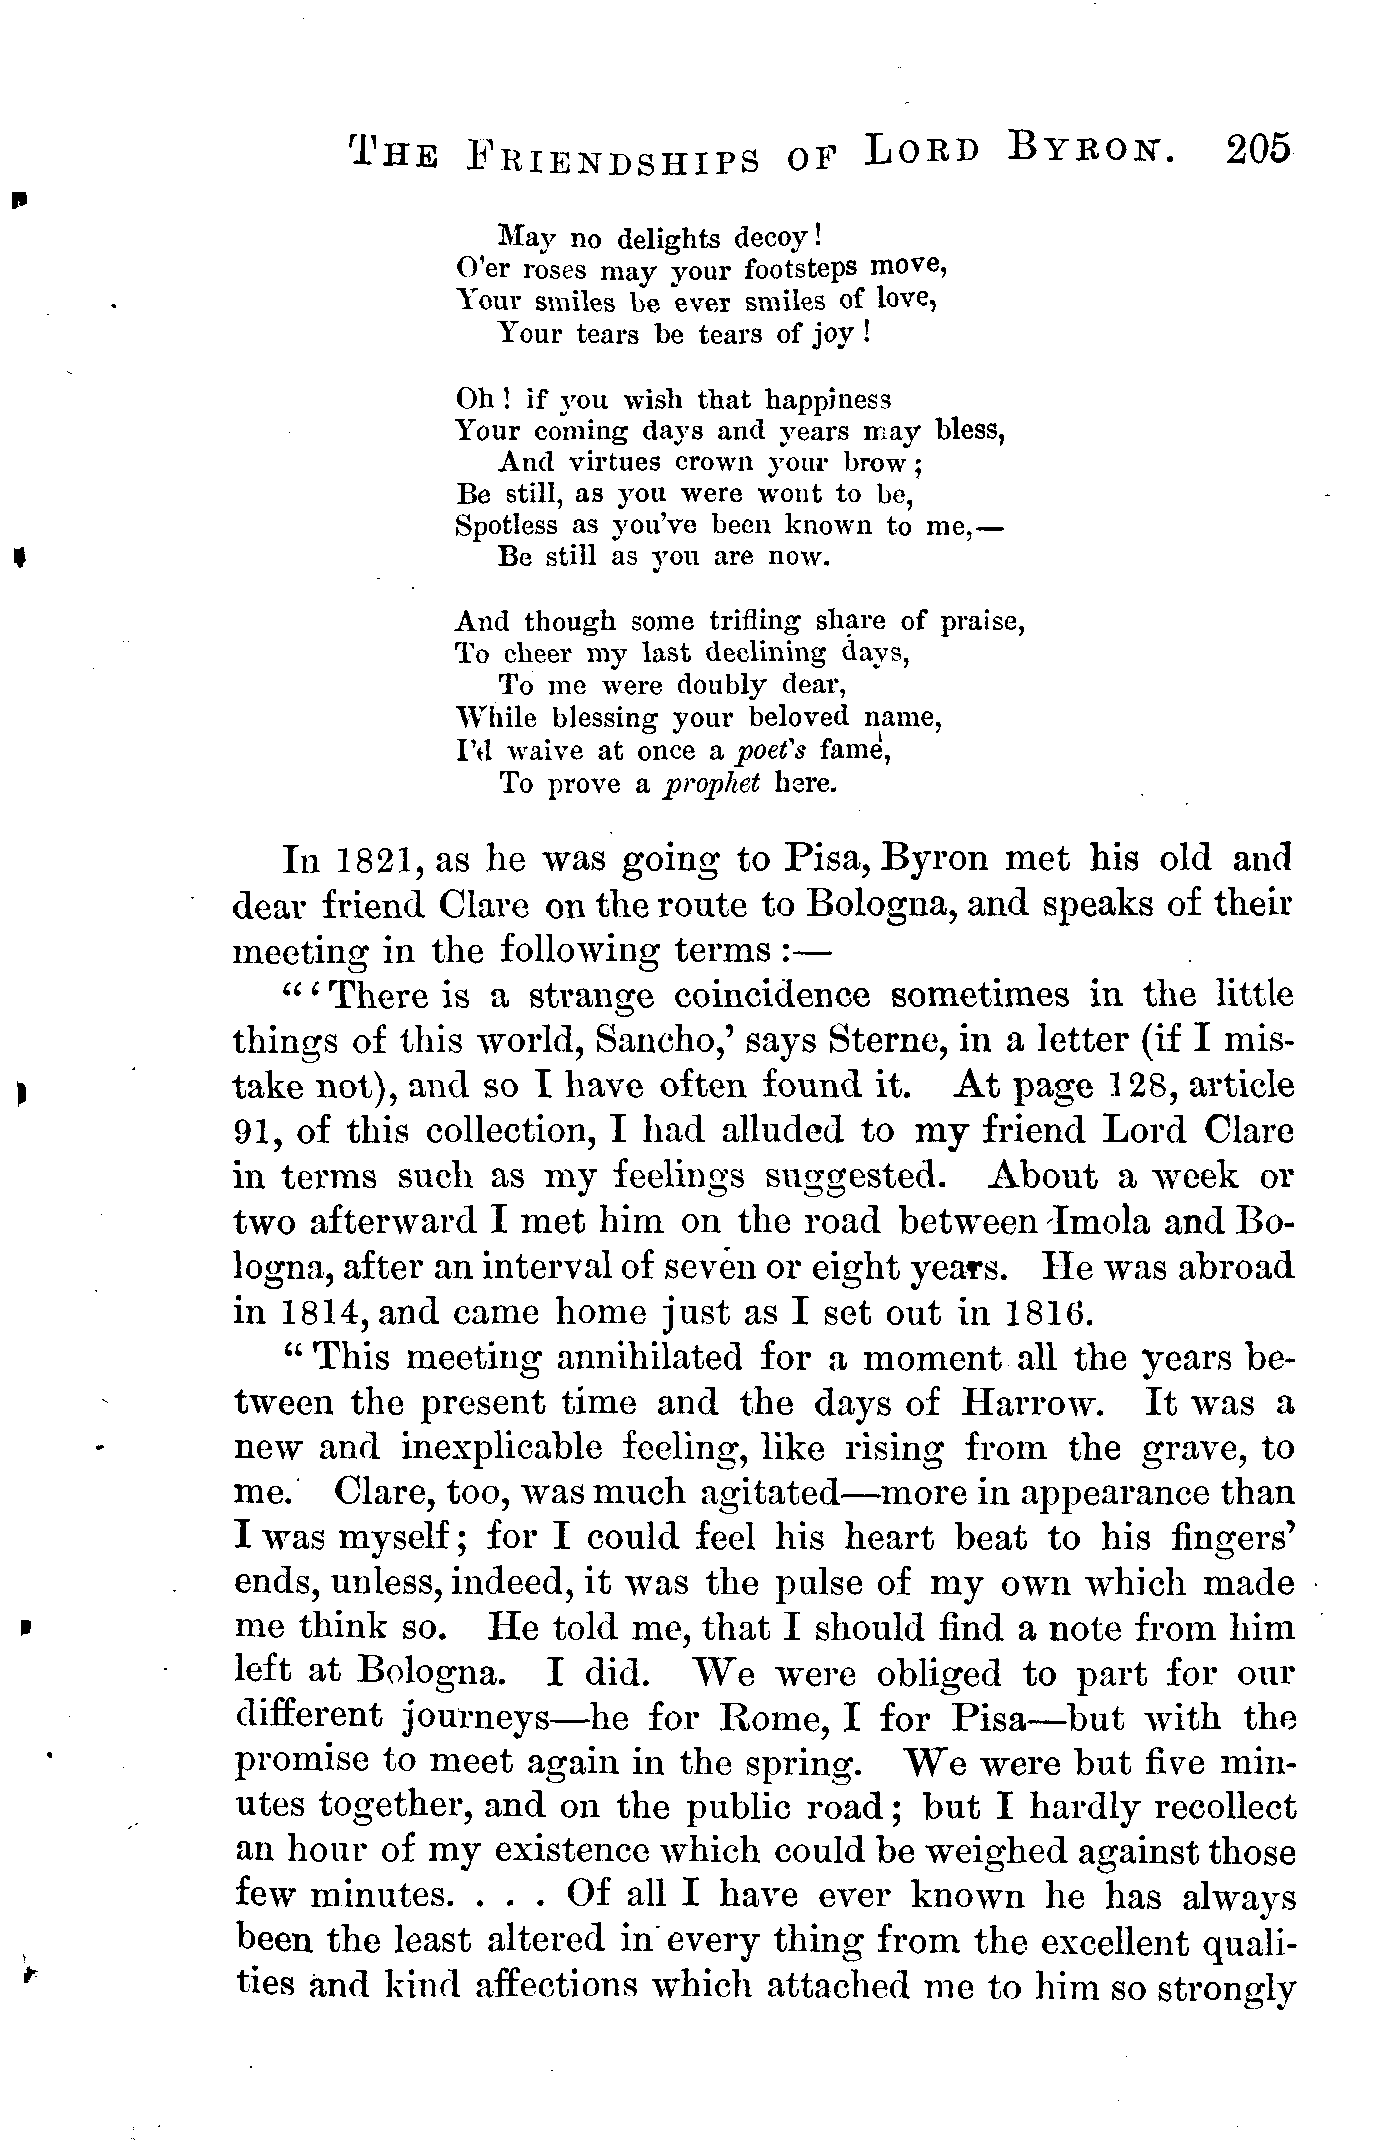 THE FRIENDSHIPS OF LORD BYRON. 205
May no delights decoy!
O'er roses may your footsteps move,
Your smiles be ever smiles of love,
Your tears be tears of joy!
Oh! if you wish that happiness
Your coming days and years may bless,
And virtues crown your brow;
Be still, as you were wont to be,
Spotless as you've been known to me,—
Be still as you are now.
And though some trifling share of praise,
To cheer my last declining days,
To me were doubly dear,
While blessing your beloved name,
I'd waive at once a poet's fame,
To prove a prophet here.
In 1821, as he was going to Pisa, Byron met his old and
dear friend Clare on the route to Bologna, and speaks of their
meeting in the following terms:—
"'There is a strange coincidence sometimes in the little
things of this world, Sancho,' says Sterne, in a letter (if I mis-
take not), and so I have often found it. At page 128, article
91, of this collection, I had alluded to my friend Lord Clare
in terms such as my feelings suggested. About a week or
two afterward I met him on the road between Imola and Bo-
logna, after an interval of seven or eight years. He was abroad
in 1814, and came home just as I set out in 1816.
"This meeting annihilated for a moment all the years be-
tween the present time and the days of Harrow. It was a
new and inexplicable feeling, like rising from the grave, to
me. Clare, too, was much agitated—more in appearance than
I was myself; for I could feel his heart beat to his fingers'
ends, unless, indeed, it was the pulse of my own which made
me think so. He told me, that I should find a note from him
left at Bologna. I did. We were obliged to part for our
different journeys—he for Rome, I for Pisa—but with the
promise to meet again in the spring. We were but five min-
utes together, and on the public road; but I hardly recollect
an hour of my existence which could be weighed against those
few minutes. . . . Of all I have ever known he has always
been the least altered in every thing from the excellent quali-
ties and kind affections which attached me to him so strongly